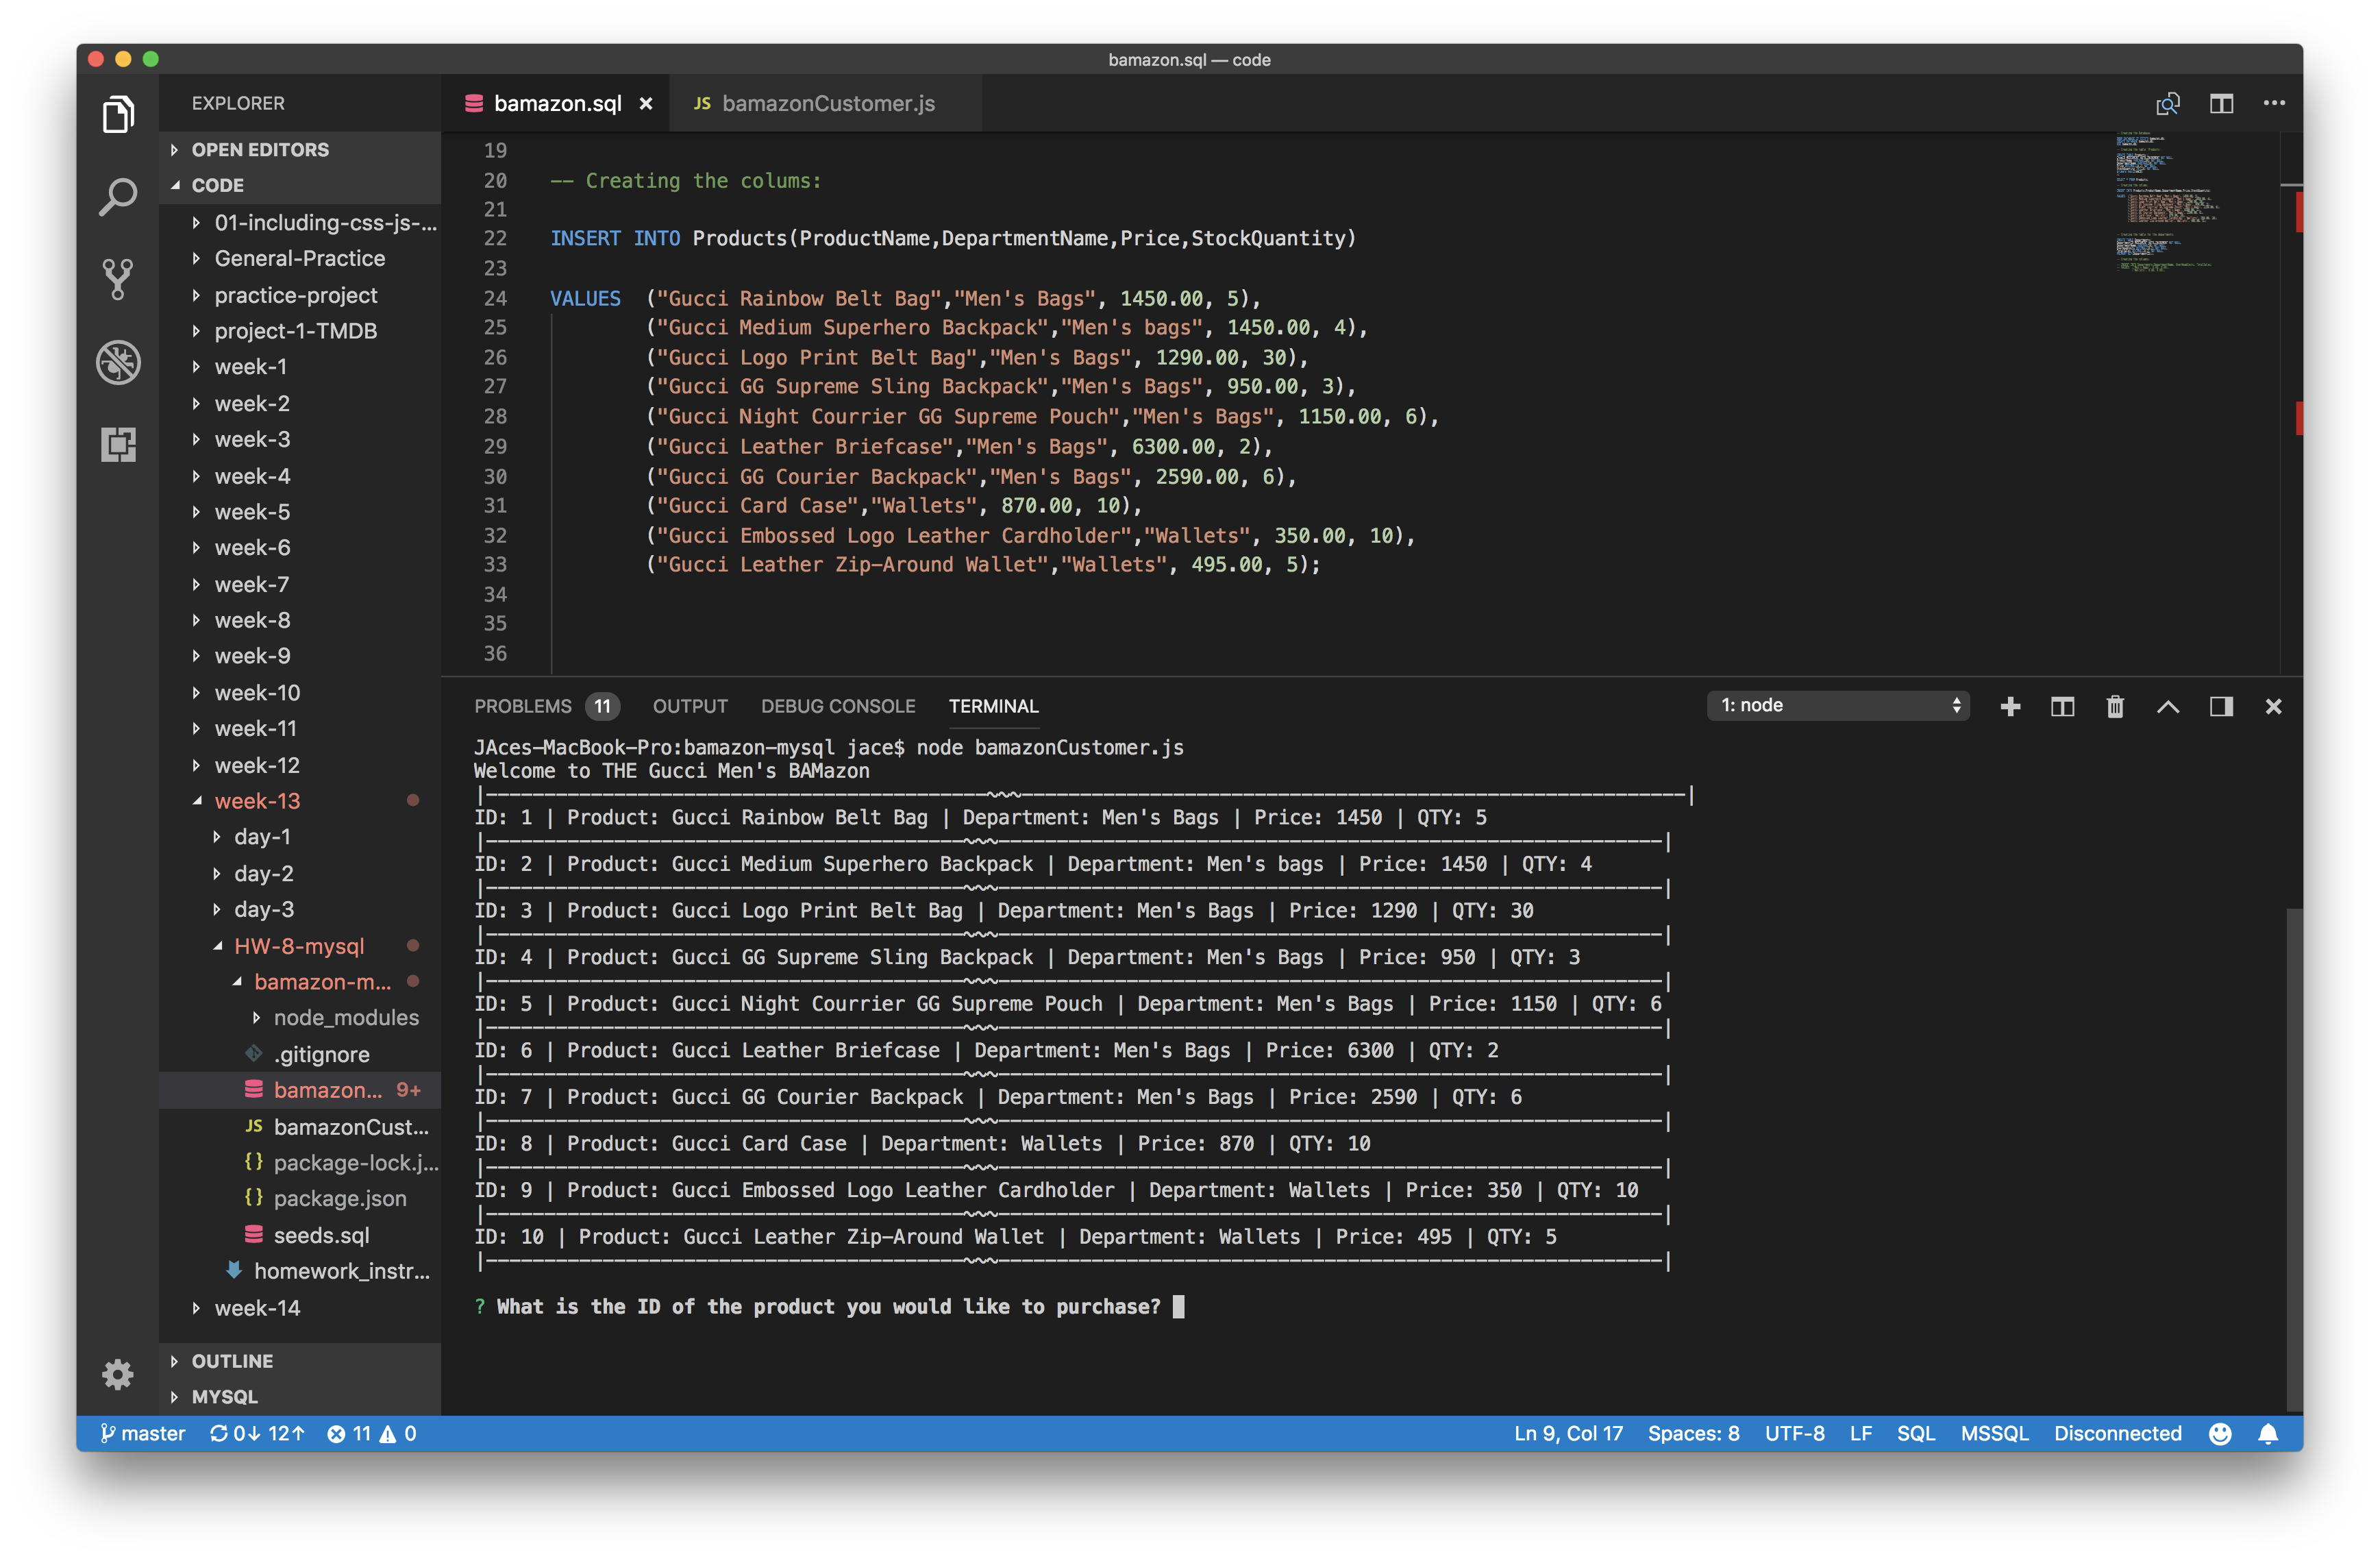 bamazon.sql — code
EXPLORER
OPEN EDITORS
CODE
01-including-css-js-...
General-Practice
practice-project
project-1-TMDB
week-1
week-2
week-3
week-4
week-5
week-6
week-7
week-8
week-9
week-10
week-11
week-12
week-13
day-1
day-2
day-3
HW-8-mysql
bamazon-m...
node_modules
.gitignore
bamazon... 9+
JS bamazonCust...
{} package-lock.j...
{} package.json
seeds.sql
homework_instr...
week-14
OUTLINE
MYSQL
bamazon.sql ×
JS bamazonCustomer.js
19
20 -- Creating the colums:
21
22 INSERT INTO Products(ProductName,DepartmentName,Price,StockQuantity)
23
24 VALUES ("Gucci Rainbow Belt Bag","Men's Bags", 1450.00, 5),
25 ("Gucci Medium Superhero Backpack","Men's bags", 1450.00, 4),
26 ("Gucci Logo Print Belt Bag","Men's Bags", 1290.00, 30),
27 ("Gucci GG Supreme Sling Backpack","Men's Bags", 950.00, 3),
28 ("Gucci Night Courrier GG Supreme Pouch","Men's Bags", 1150.00, 6),
29 ("Gucci Leather Briefcase","Men's Bags", 6300.00, 2),
30 ("Gucci GG Courier Backpack","Men's Bags", 2590.00, 6),
31 ("Gucci Card Case","Wallets", 870.00, 10),
32 ("Gucci Embossed Logo Leather Cardholder","Wallets", 350.00, 10),
33 ("Gucci Leather Zip-Around Wallet","Wallets", 495.00, 5);
34
35
36
PROBLEMS 11 OUTPUT DEBUG CONSOLE TERMINAL 1: node
JAces-MacBook-Pro:bamazon-mysql jace$ node bamazonCustomer.js
Welcome to THE Gucci Men's BAMazon
ID: 1 | Product: Gucci Rainbow Belt Bag | Department: Men's Bags | Price: 1450 | QTY: 5
ID: 2 | Product: Gucci Medium Superhero Backpack | Department: Men's bags | Price: 1450 | QTY: 4
ID: 3 | Product: Gucci Logo Print Belt Bag | Department: Men's Bags | Price: 1290 | QTY: 30
ID: 4 | Product: Gucci GG Supreme Sling Backpack | Department: Men's Bags | Price: 950 | QTY: 3
ID: 5 | Product: Gucci Night Courrier GG Supreme Pouch | Department: Men's Bags | Price: 1150 | QTY: 6
ID: 6 | Product: Gucci Leather Briefcase | Department: Men's Bags | Price: 6300 | QTY: 2
ID: 7 | Product: Gucci GG Courier Backpack | Department: Men's Bags | Price: 2590 | QTY: 6
ID: 8 | Product: Gucci Card Case | Department: Wallets | Price: 870 | QTY: 10
ID: 9 | Product: Gucci Embossed Logo Leather Cardholder | Department: Wallets | Price: 350 | QTY: 10
ID: 10 | Product: Gucci Leather Zip-Around Wallet | Department: Wallets | Price: 495 | QTY: 5
? What is the ID of the product you would like to purchase?
master 0↓ 12↑ 11 0 Ln 9, Col 17 Spaces: 8 UTF-8 LF SQL MSSQL Disconnected